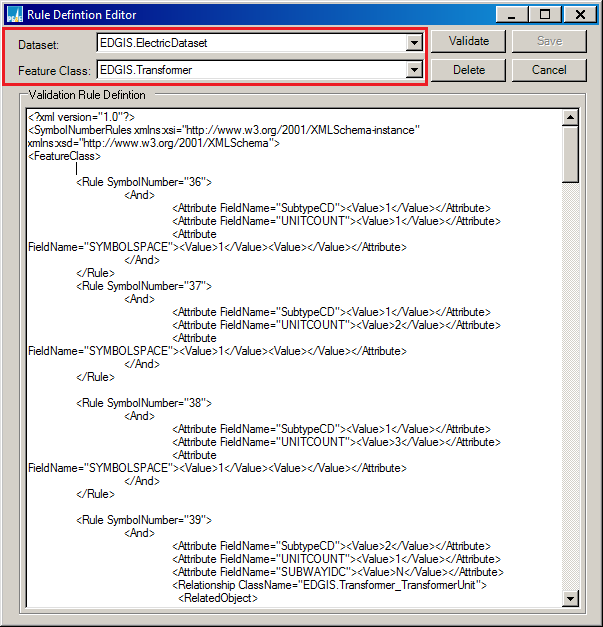 PG&E Rule Defintion Editor
Dataset: EDGIS.ElectricDataset Validate Save
Feature Class: EDGIS.Transformer Delete Cancel
Validation Rule Defintion
<?xml version="1.0"?>
<SymbolNumberRules xmlns:xsi="http://www.w3.org/2001/XMLSchema-instance"
xmlns:xsd="http://www.w3.org/2001/XMLSchema">
<FeatureClass>
<Rule SymbolNumber="36">
<And>
<Attribute FieldName="SubtypeCD"><Value>1</Value></Attribute>
<Attribute FieldName="UNITCOUNT"><Value>1</Value></Attribute>
<Attribute
FieldName="SYMBOLSPACE"><Value>1</Value><Value></Value></Attribute>
</And>
</Rule>
<Rule SymbolNumber="37">
<And>
<Attribute FieldName="SubtypeCD"><Value>1</Value></Attribute>
<Attribute FieldName="UNITCOUNT"><Value>2</Value></Attribute>
<Attribute
FieldName="SYMBOLSPACE"><Value>1</Value><Value></Value></Attribute>
</And>
</Rule>
<Rule SymbolNumber="38">
<And>
<Attribute FieldName="SubtypeCD"><Value>1</Value></Attribute>
<Attribute FieldName="UNITCOUNT"><Value>3</Value></Attribute>
<Attribute
FieldName="SYMBOLSPACE"><Value>1</Value><Value></Value></Attribute>
</And>
</Rule>
<Rule SymbolNumber="39">
<And>
<Attribute FieldName="SubtypeCD"><Value>2</Value></Attribute>
<Attribute FieldName="UNITCOUNT"><Value>1</Value></Attribute>
<Attribute FieldName="SUBWAYIDC"><Value>N</Value></Attribute>
<Relationship ClassName="EDGIS.Transformer_TransformerUnit">
<RelatedObject>